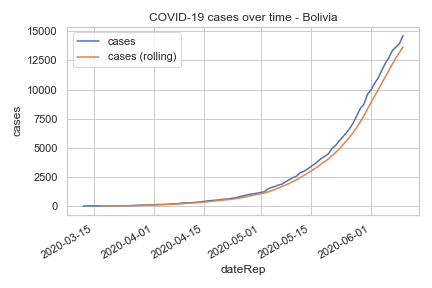 COVID-19 cases over time - Bolivia
cases
cases (rolling)
15000
12500
10000
7500
5000
2500
0
cases
2020-03-15
2020-04-01
2020-04-15
2020-05-01
2020-05-15
2020-06-01
dateRep